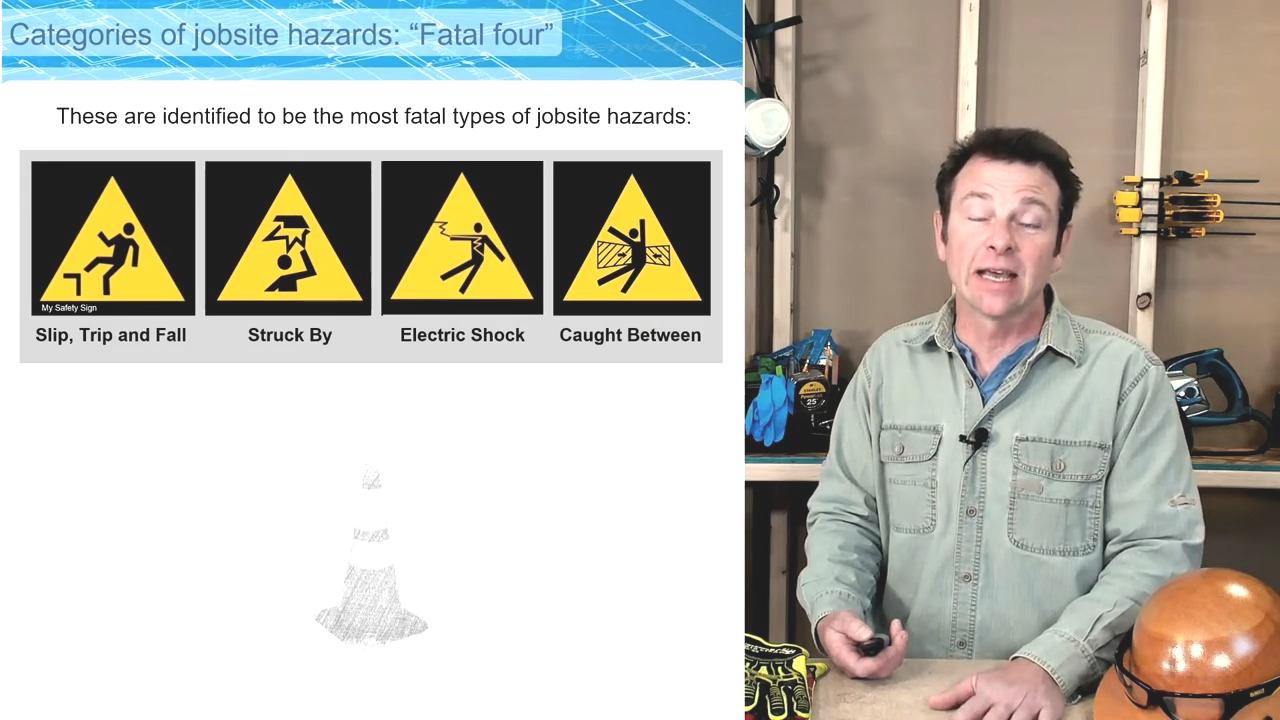 Categories of jobsite hazards: “Fatal four”
These are identified to be the most fatal types of jobsite hazards:
My Safety Sign
Slip, Trip and Fall
Struck By
Electric Shock
Caught Between
STANLEY
25'
DEWALT